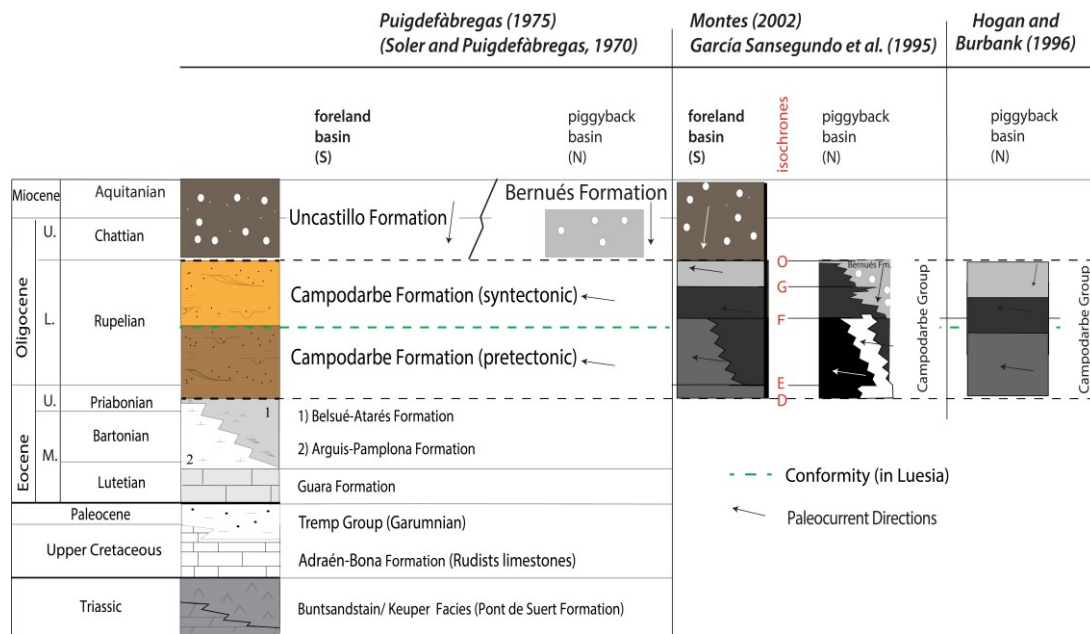 Puigdefàbregas (1975)
(Soler and Puigdefàbregas, 1970)
Montes (2002)
García Sansegundo et al. (1995)
Hogan and
Burbank (1996)
foreland
basin
(S)
piggyback
basin
(N)
foreland
basin
(S)
isochrones
piggyback
basin
(N)
piggyback
basin
(N)
Miocene
Aquitanian
Uncastillo Formation
Bernués Formation
Oligocene
U.
Chattian
L.
Rupelian
Campodarbe Formation (syntectonic)
Campodarbe Formation (pretectonic)
O
G
F
E
D
Bernués Fm.
Campodarbe Group
Campodarbe Group
Eocene
U.
Priabonian
M.
Bartonian
Lutetian
1
2
1) Belsué-Atarés Formation
2) Arguis-Pamplona Formation
Guara Formation
Conformity (in Luesia)
Paleocurrent Directions
Paleocene
Tremp Group (Garumnian)
Upper Cretaceous
Adraén-Bona Formation (Rudists limestones)
Triassic
Buntsandstain/ Keuper Facies (Pont de Suert Formation)